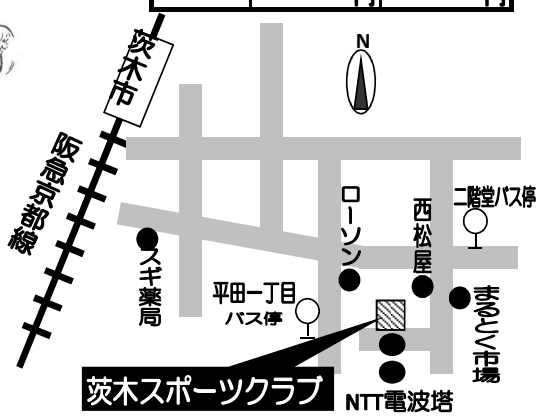 N
茨木市
阪急京都線
ローソン
西松屋
二階堂バス停
スギ薬局
平田一丁目
バス停
まるとく市場
茨木スポーツクラブ
NTT電波塔